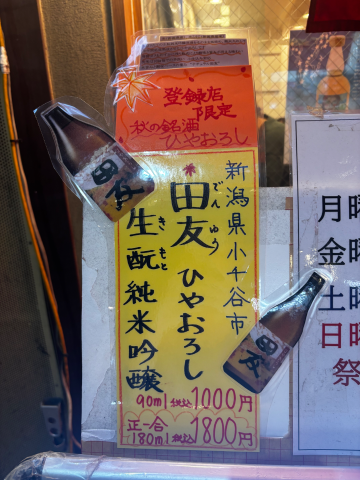 登録店
限定
秋の銘酒
ひやおろし
新潟県小千谷市
田友 ひやおろし
でんゆう
生酛純米吟醸
きもと
90ml 税込 1000円
正一合
180ml 税込 1800円
田友
田友
月曜
金曜
土曜
日曜
祭